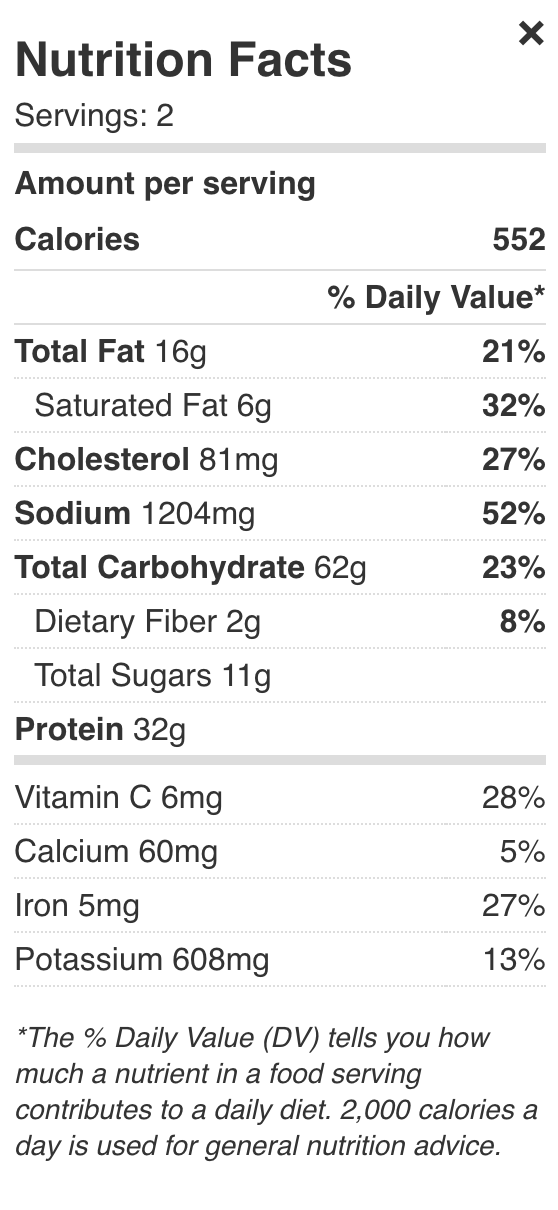 Nutrition Facts
Servings: 2
Amount per serving
Calories 552
% Daily Value*
Total Fat 16g 21%
Saturated Fat 6g 32%
Cholesterol 81mg 27%
Sodium 1204mg 52%
Total Carbohydrate 62g 23%
Dietary Fiber 2g 8%
Total Sugars 11g
Protein 32g
Vitamin C 6mg 28%
Calcium 60mg 5%
Iron 5mg 27%
Potassium 608mg 13%
*The % Daily Value (DV) tells you how
much a nutrient in a food serving
contributes to a daily diet. 2,000 calories a
day is used for general nutrition advice.